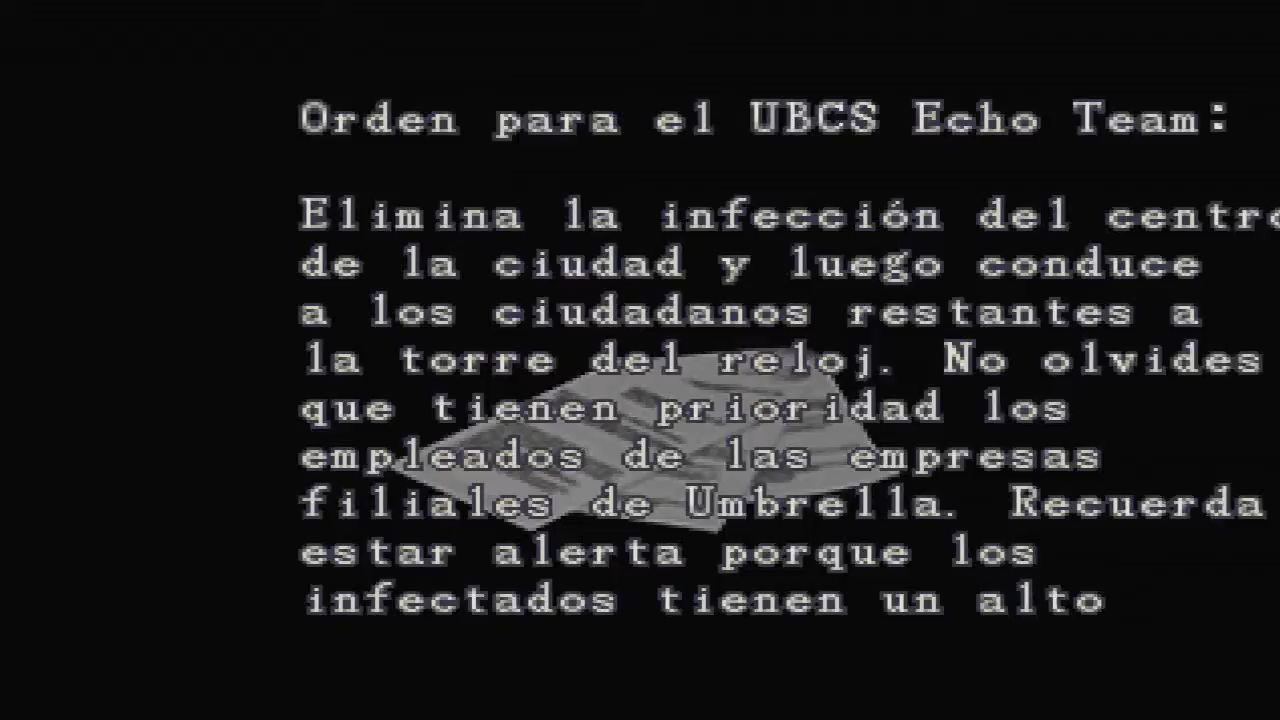 Orden para el UBCS Echo Team:
Elimina la infección del centro
de la ciudad y luego conduce
a los ciudadanos restantes a
la torre del reloj. No olvides
que tienen prioridad los
empleados de las empresas
filiales de Umbrella. Recuerda
estar alerta porque los
infectados tienen un alto